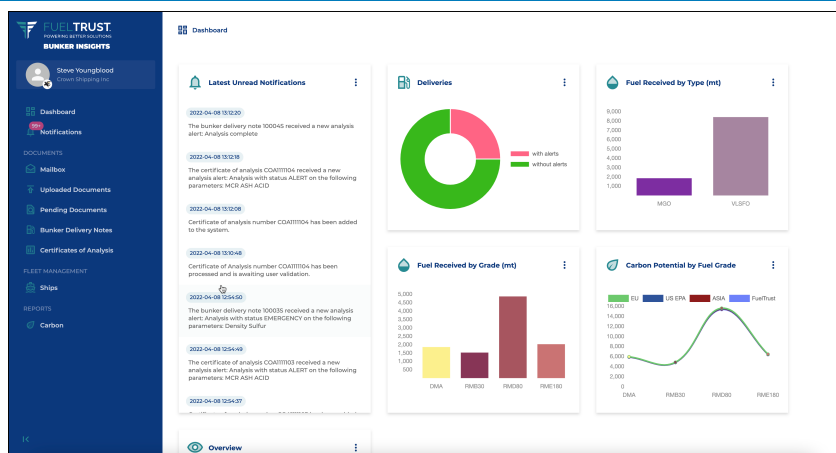 FUELTRUST.
POWERING BETTER SOLUTIONS
BUNKER INSIGHTS
Steve Youngblood
Crown Shipping Inc
Dashboard
99+
Notifications
DOCUMENTS
Mailbox
Uploaded Documents
Pending Documents
Bunker Delivery Notes
Certificates of Analysis
FLEET MANAGEMENT
Ships
REPORTS
Carbon
Dashboard
Latest Unread Notifications
2022-04-08 13:12:20
The bunker delivery note 100045 received a new analysis
alert: Analysis complete
2022-04-08 13:12:18
The certificate of analysis COA1111104 received a new
analysis alert: Analysis with status ALERT on the following
parameters: MCR ASH ACID
2022-04-08 13:12:08
Certificate of analysis number COA1111104 has been added
to the system.
2022-04-08 13:10:48
Certificate of Analysis number COA1111104 has been
processed and is awaiting user validation.
2022-04-08 12:54:50
The bunker delivery note 100035 received a new analysis
alert: Analysis with status EMERGENCY on the following
parameters: Density Sulfur
2022-04-08 12:54:49
The certificate of analysis COA1111103 received a new
analysis alert: Analysis with status ALERT on the following
parameters: MCR ASH ACID
2022-04-08 12:54:37
Deliveries
with alerts
without alerts
Fuel Received by Type (mt)
9,000
8,000
7,000
6,000
5,000
4,000
3,000
2,000
1,000
MGO
VLSFO
Fuel Received by Grade (mt)
5,000
4,500
4,000
3,500
3,000
2,500
2,000
1,500
1,000
500
DMA
RMB30
RMD80
RME180
Carbon Potential by Fuel Grade
EU
US EPA
ASIA
FuelTrust
16,000
14,000
12,000
10,000
8,000
6,000
4,000
2,000
0
DMA
RMB30
RMD80
RME180
Overview